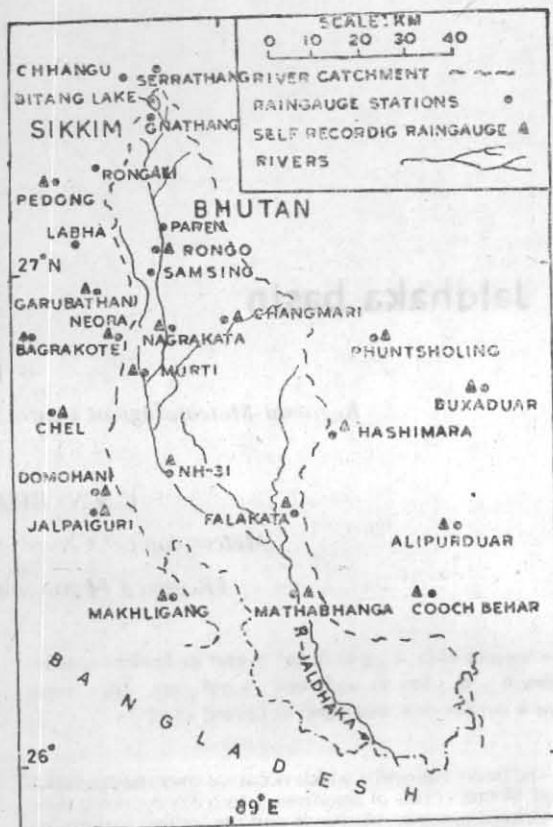 SCALE: KM
0 10 20 30 40
RIVER CATCHMENT
RAINGAUGE STATIONS
SELF RECORDIG RAINGAUGE
RIVERS
CHHANGU
SERRATHANG
BITANG LAKE
SIKKIM
GNATHANG
RONGALI
PEDONG
BHUTAN
LABHA
PAREN
RONGO
27°N
SAMSING
GARUBATHAN
NEORA
CHANGMARI
BAGRAKOTE
NAGRAKATA
PHUNTSHOLING
MURTI
BUXADUAR
CHEL
HASHIMARA
DOMOHANI
NH-31
JALPAIGURI
FALAKATA
ALIPURDUAR
MAKHLIGANG
MATHABHANGA
COOCH BEHAR
R-JALDHAKA
BANGLADESH
26°
89°E